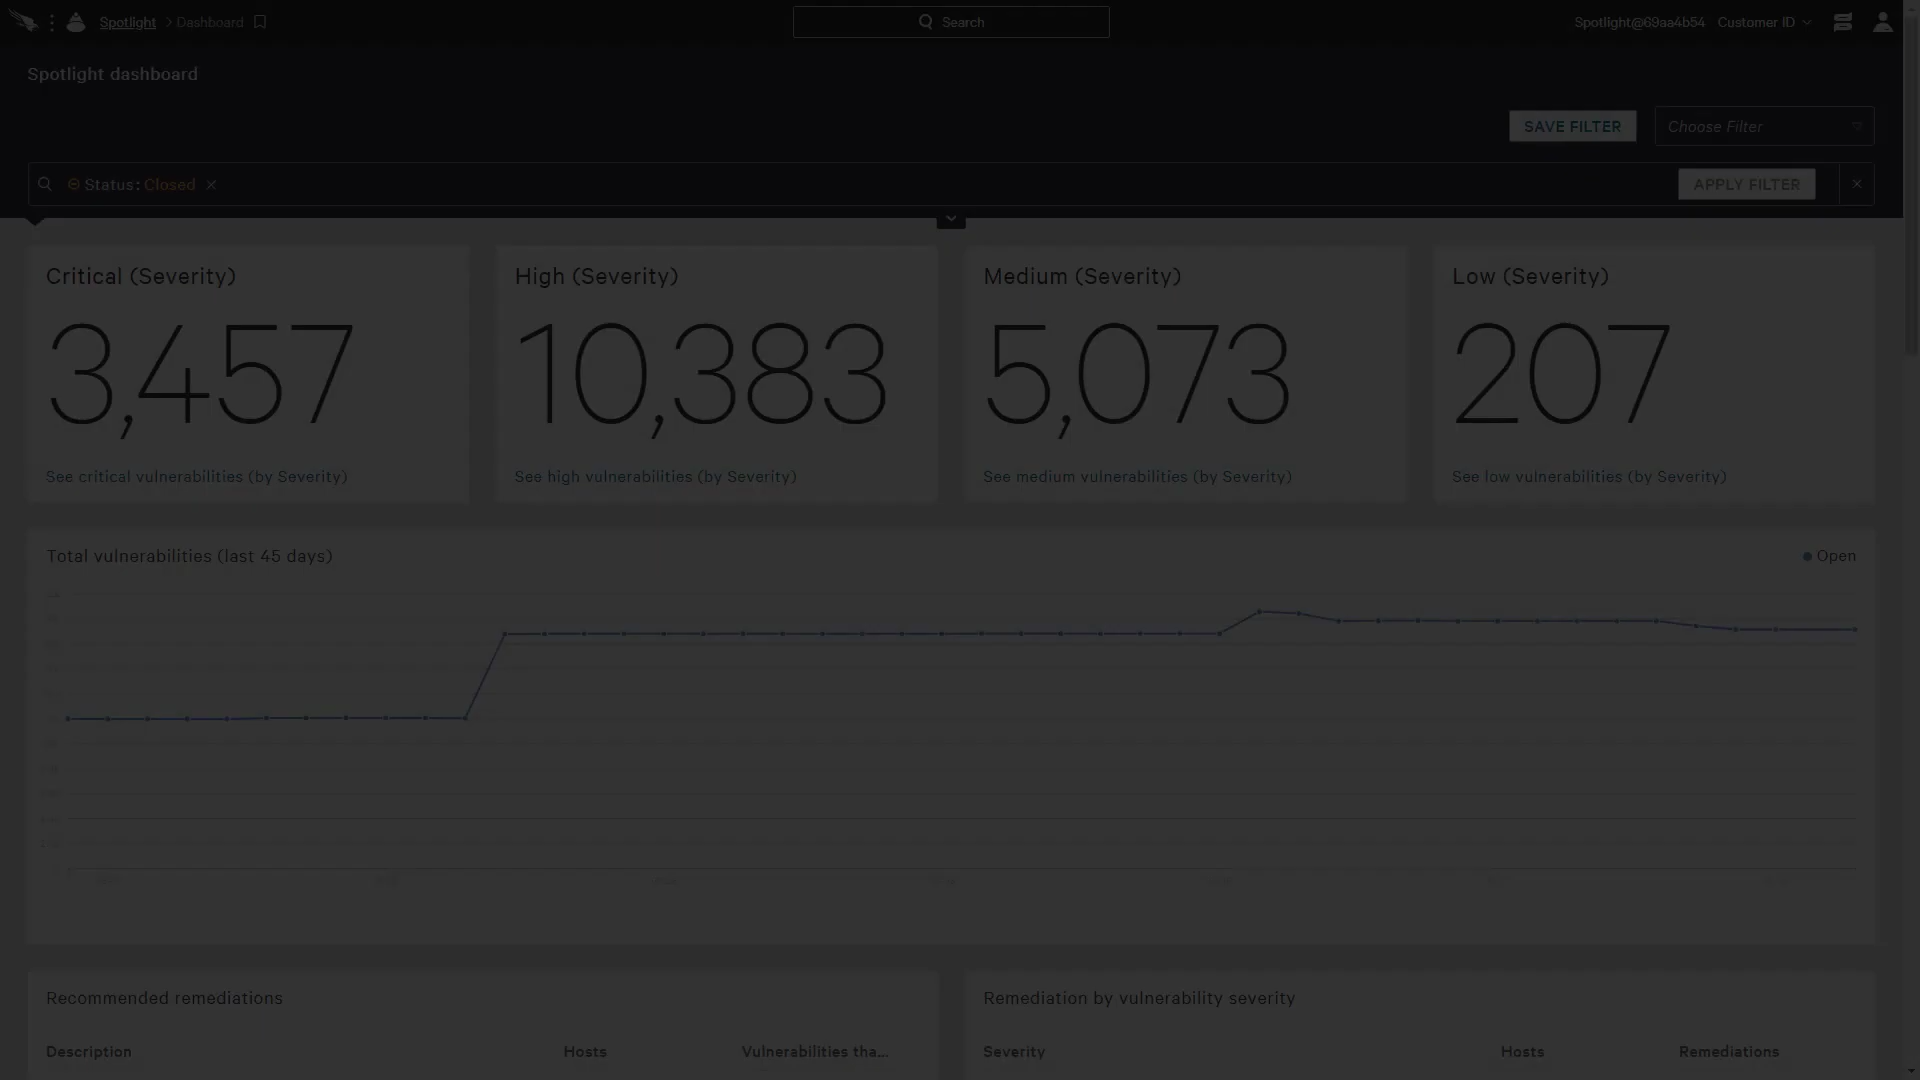 Spotlight > Dashboard
Search
Spotlight@69aa4b54 Customer ID
Spotlight dashboard
SAVE FILTER
Choose Filter
Status: Closed
APPLY FILTER
Critical (Severity)
3,457
See critical vulnerabilities (by Severity)
High (Severity)
10,383
See high vulnerabilities (by Severity)
Medium (Severity)
5,073
See medium vulnerabilities (by Severity)
Low (Severity)
207
See low vulnerabilities (by Severity)
Total vulnerabilities (last 45 days)
Open
Recommended remediations
Description Hosts Vulnerabilities tha...
Remediation by vulnerability severity
Severity Hosts Remediations